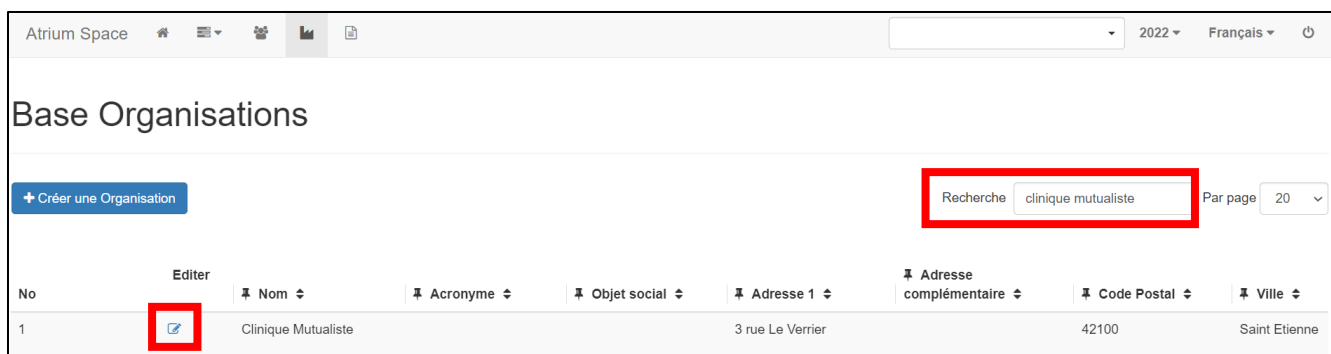 Atrium Space 2022 Français
Base Organisations
Créer une Organisation Recherche clinique mutualiste Par page 20
No Editer Nom Acronyme Objet social Adresse 1 Adresse complémentaire Code Postal Ville
1 Clinique Mutualiste 3 rue Le Verrier 42100 Saint Etienne